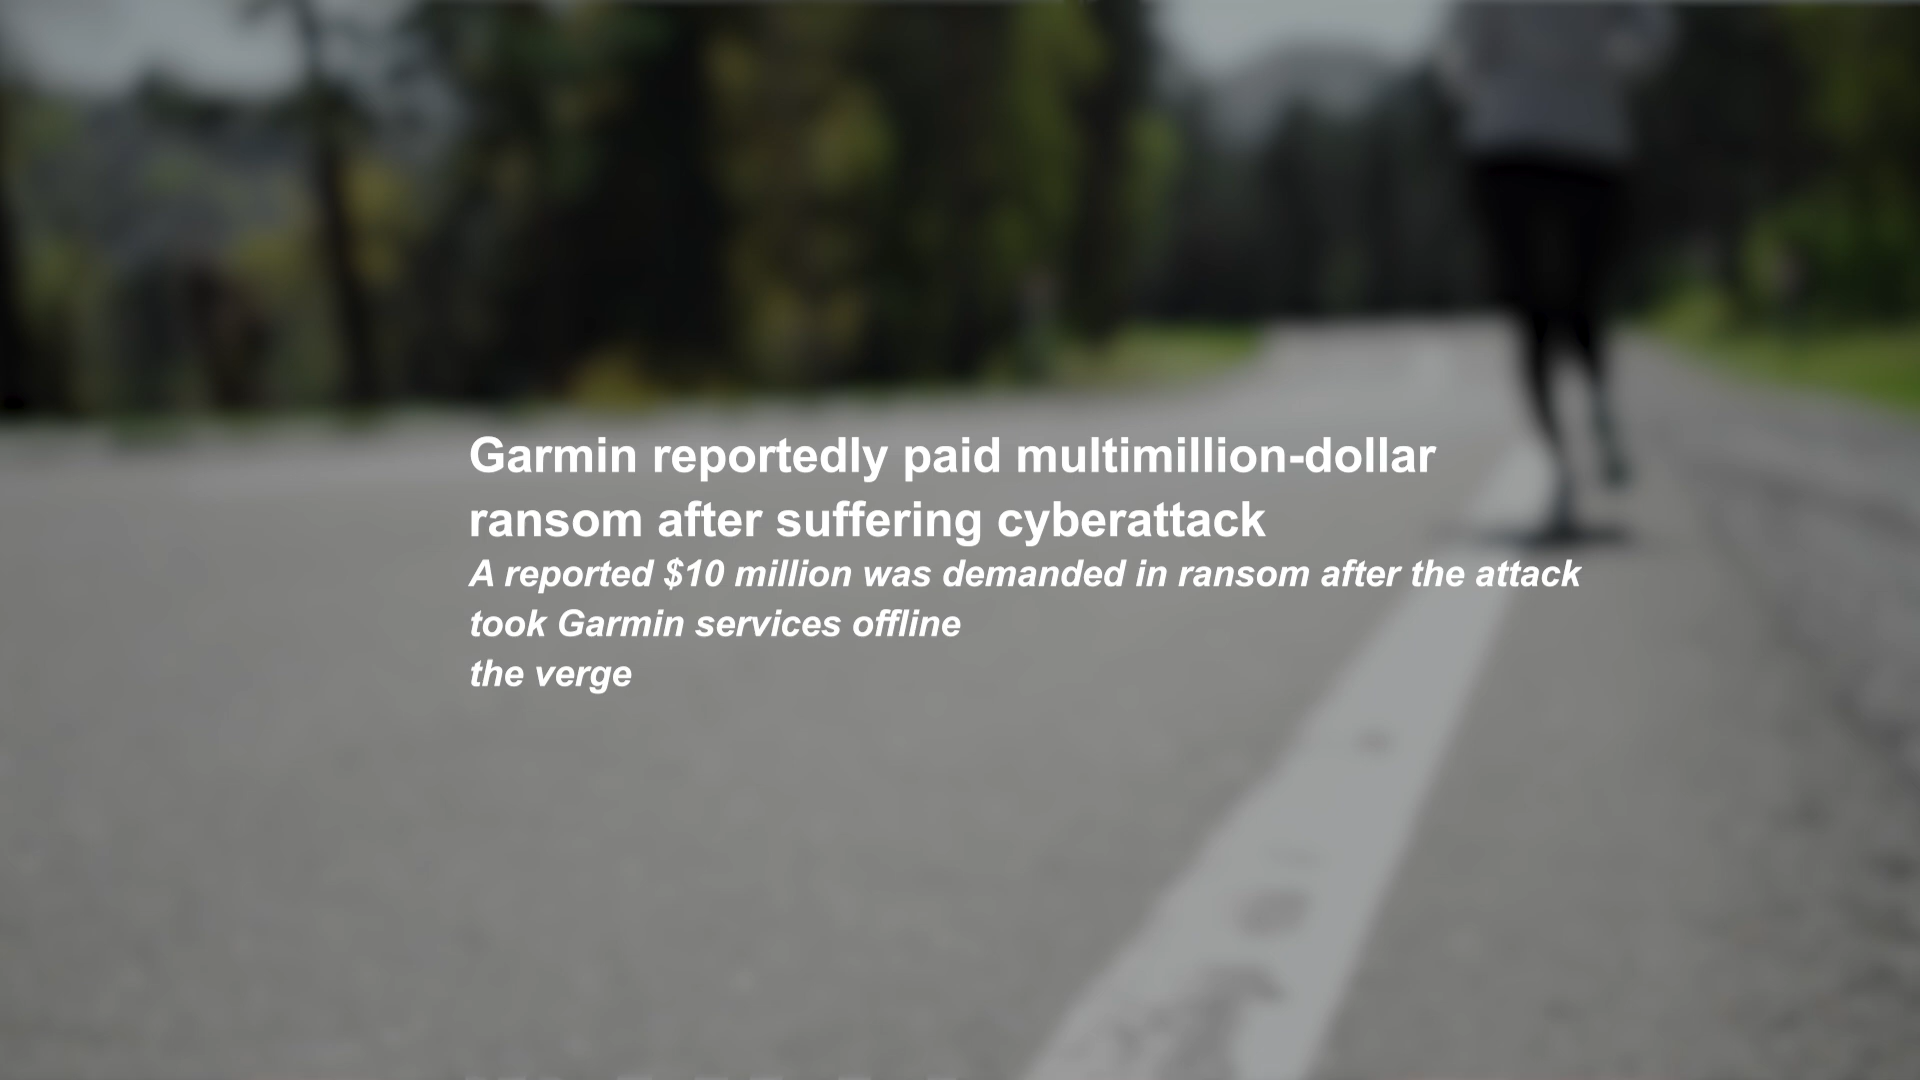 Garmin reportedly paid multimillion-dollar
ransom after suffering cyberattack
A reported $10 million was demanded in ransom after the attack
took Garmin services offline
the verge